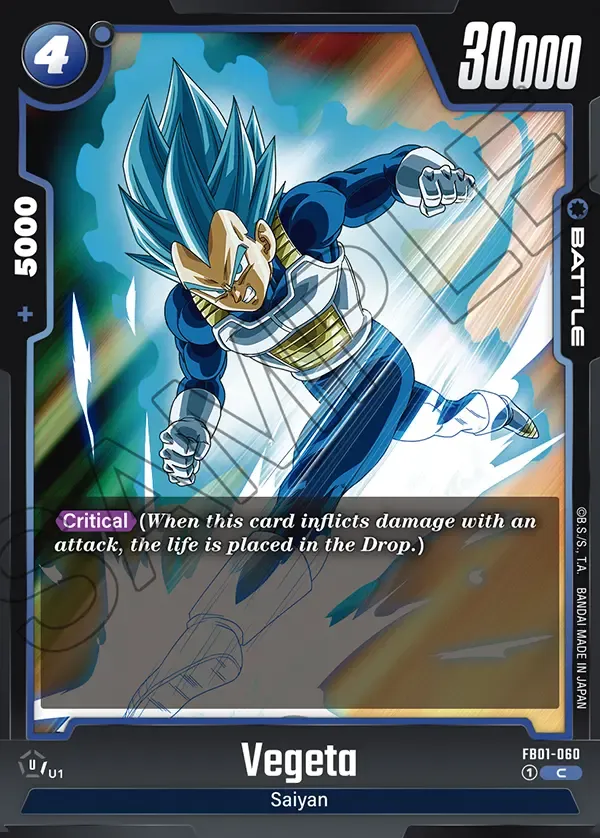 4
30000
+ 5000
BATTLE
SAMPLE
Critical (When this card inflicts damage with an
attack, the life is placed in the Drop.)
©B.S./S., T.A. BANDAI MADE IN JAPAN
Vegeta
FB01-060
U/U1
1 C
Saiyan